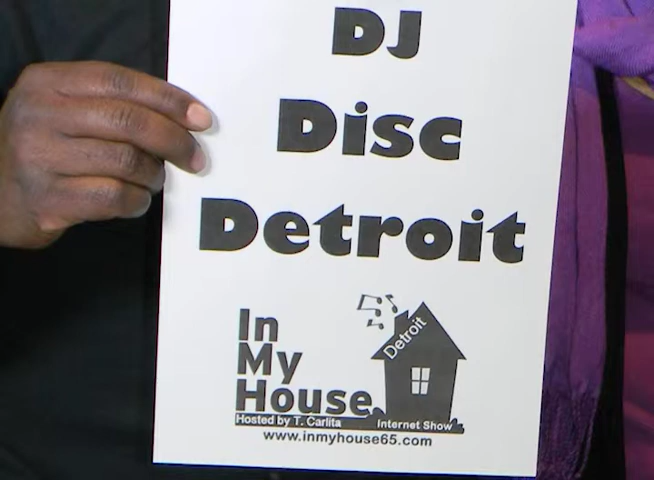 DJ
Disc
Detroit
In
My
House
Detroit
Hosted by T. Carlita
Internet Show
www.inmyhouse65.com